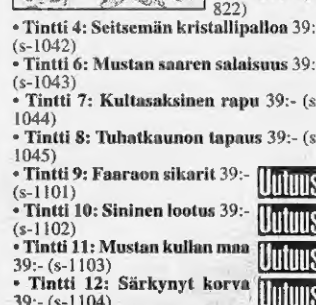 822)
• Tintti 4: Seitsemän kristallipalloa 39:
(s-1042)
• Tintti 6: Mustan saaren salaisuus 39:
(s-1043)
• Tintti 7: Kultasaksinen rapu 39:- (s
1044)
• Tintti 8: Tuhatkaunon tapaus 39:- (s
1045)
• Tintti 9: Faaraon sikarit 39:- Uutuus
(s-1101)
• Tintti 10: Sininen lootus 39:- Uutuus
(s-1102)
• Tintti 11: Mustan kullan maa Uutuus
39:- (s-1103)
• Tintti 12: Särkynyt korva Uutuus
39:- (s-1104)